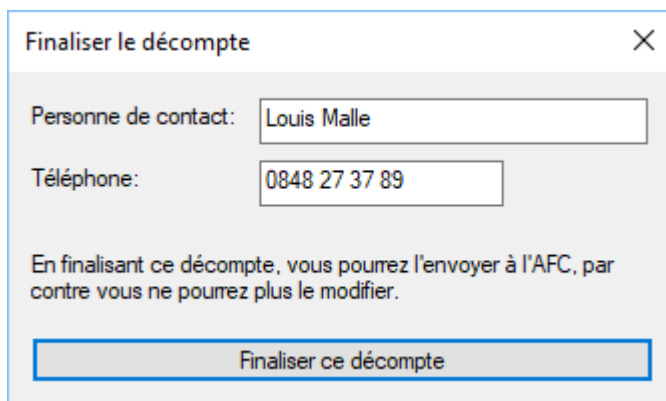 Finaliser le décompte
Personne de contact: Louis Malle
Téléphone: 0848 27 37 89
En finalisant ce décompte, vous pourrez l'envoyer à l'AFC, par
contre vous ne pourrez plus le modifier.
Finaliser ce décompte